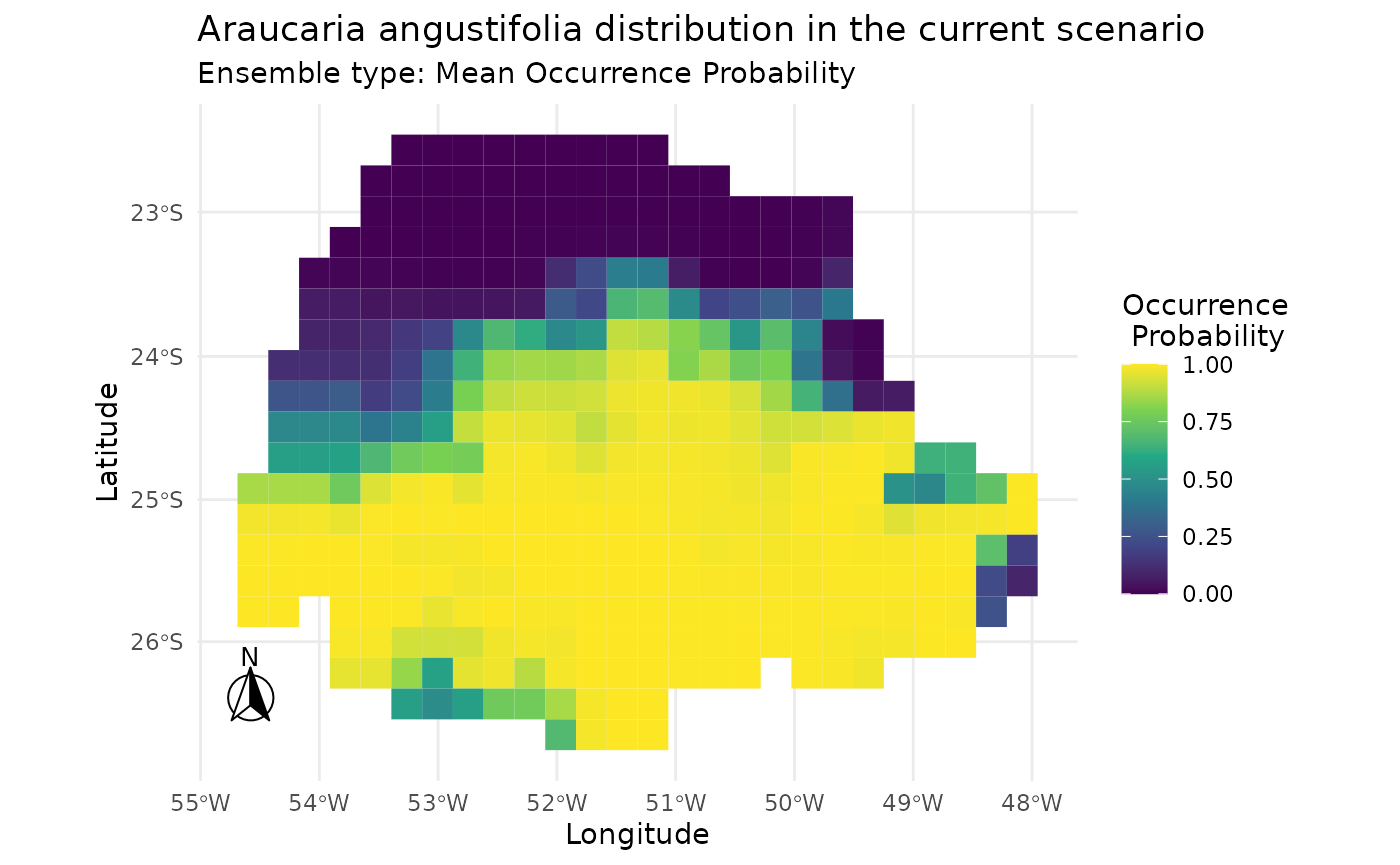 Araucaria angustifolia distribution in the current scenario
Ensemble type: Mean Occurrence Probability
23°S
24°S
25°S
26°S
Latitude
N
55°W 54°W 53°W 52°W 51°W 50°W 49°W 48°W
Longitude
Occurrence
Probability
1.00
0.75
0.50
0.25
0.00